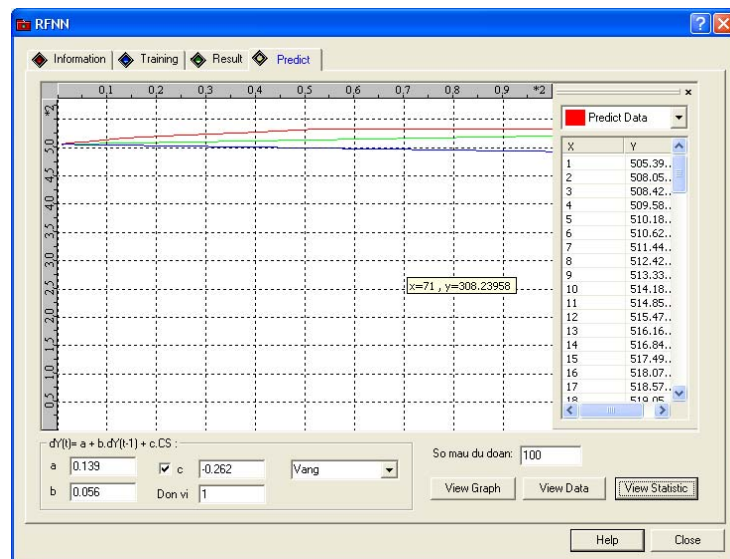 RFNN
Information Training Result Predict
0,1 0,2 0,3 0,4 0,5 0,6 0,7 0,8 0,9 *2
*2
5,0
4,5
4,0
3,5
3,0
2,5
2,0
1,5
1,0
0,5
x=71 , y=308.23958
Predict Data
X Y
1 505.39..
2 508.05..
3 508.42..
4 509.58..
5 510.18..
6 510.62..
7 511.44..
8 512.42..
9 513.33..
10 514.18..
11 514.85..
12 515.47..
13 516.16..
14 516.84..
15 517.49..
16 518.07..
17 518.57..
18 519.05
dY(t)= a + b.dY(t-1) + c.CS :
a 0.139 c -0.262 Vang
b 0.056 Don vi 1
So mau du doan: 100
View Graph View Data View Statistic
Help Close